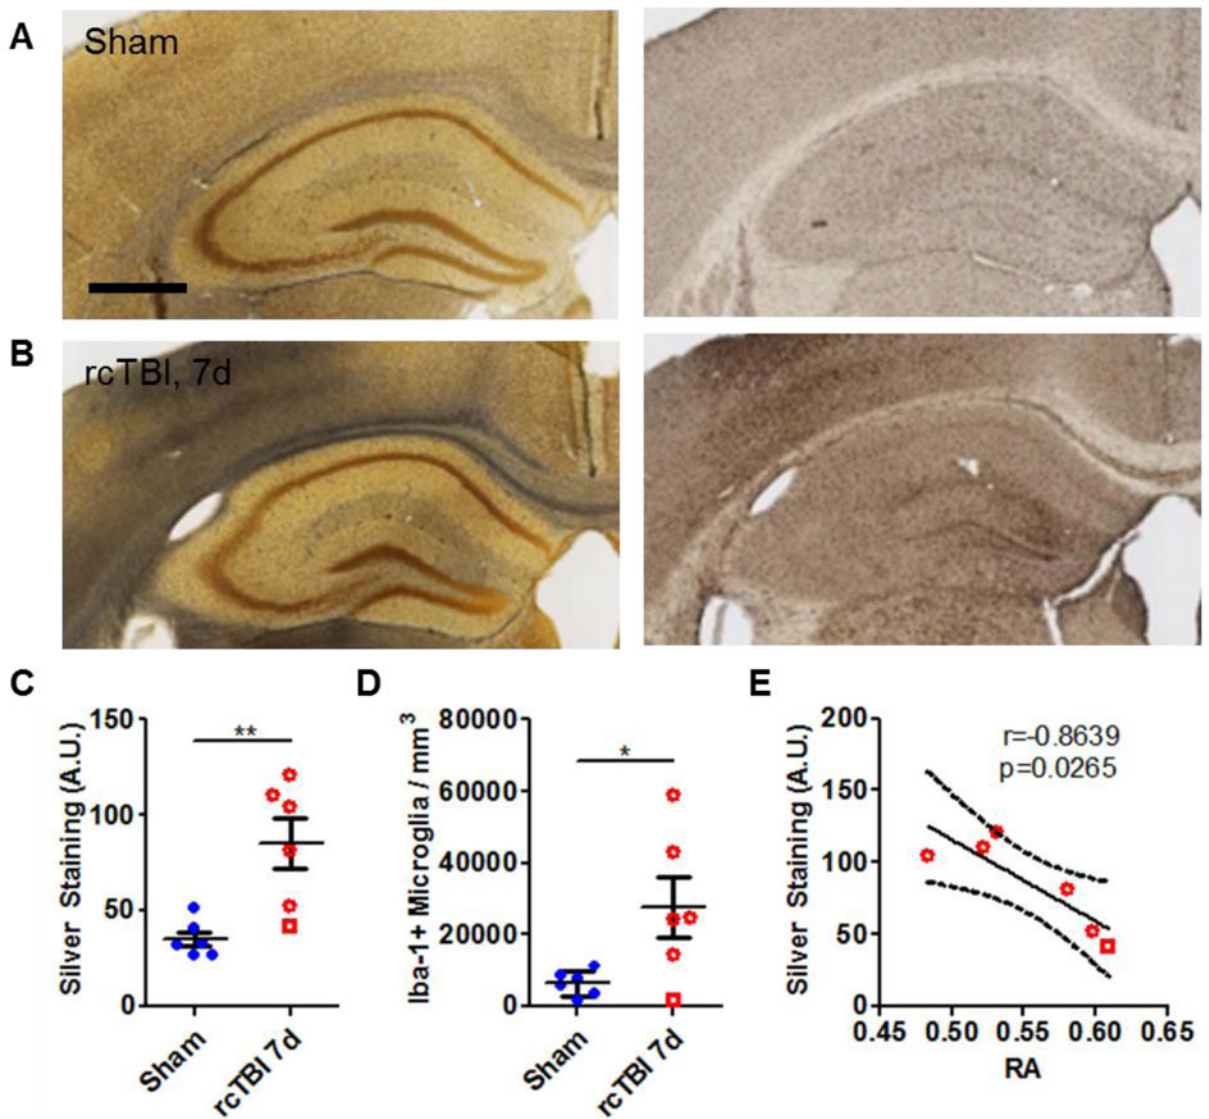 A
Sham
B
rcTBI, 7d
C
D
E
Silver Staining (A.U.)
150
100
50
0
**
Sham
rcTBI 7d
Iba-1+ Microglia / mm³
80000
60000
40000
20000
0
*
Sham
rcTBI 7d
Silver Staining (A.U.)
200
150
100
50
0
r=-0.8639
p=0.0265
0.45 0.50 0.55 0.60 0.65
RA